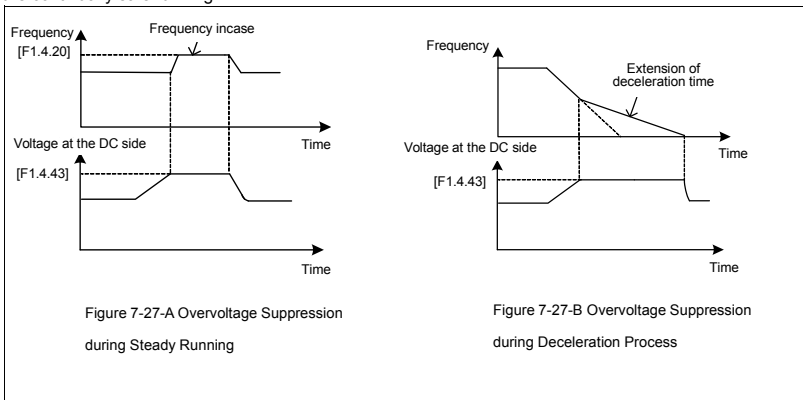 Frequency
Frequency incase
[F1.4.20]
Time
Voltage at the DC side
[F1.4.43]
Time
Figure 7-27-A Overvoltage Suppression
during Steady Running
Frequency
Extension of
deceleration time
Time
Voltage at the DC side
[F1.4.43]
Time
Figure 7-27-B Overvoltage Suppression
during Deceleration Process